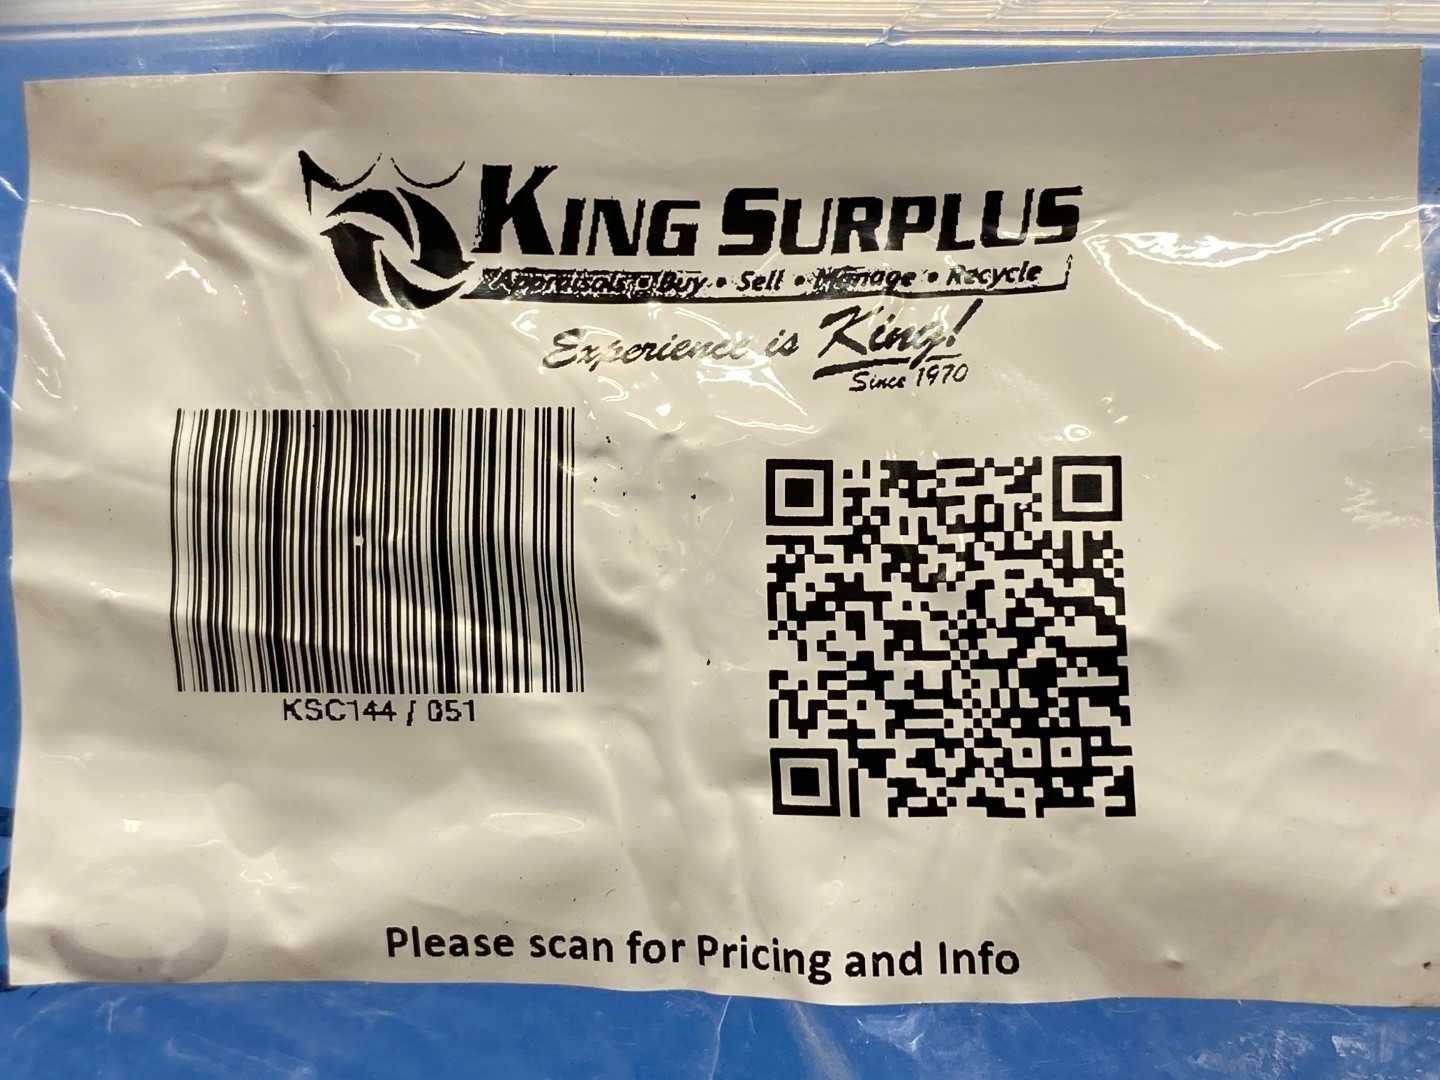 KING SURPLUS
Appraisals • Buy • Sell • Manage • Recycle
Experience is King!
Since 1970
KSC144 / 051
Please scan for Pricing and Info